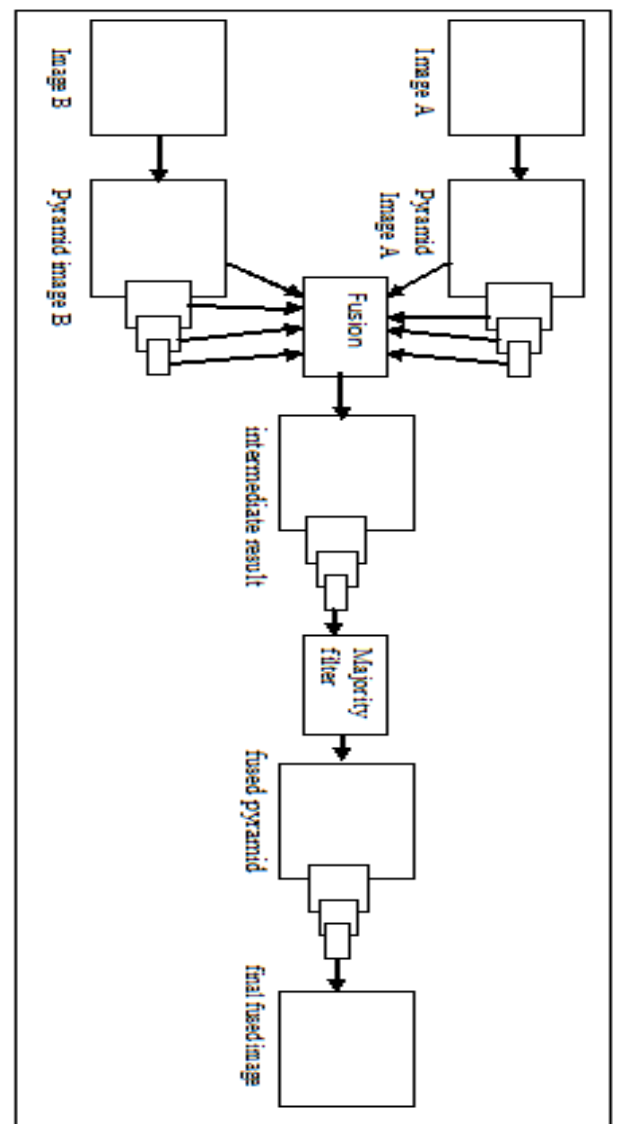 Image A
Pyramid
Image A
Image B
Pyramid image B
Fusion
intermediate result
Majority
filter
fused pyramid
final fused image